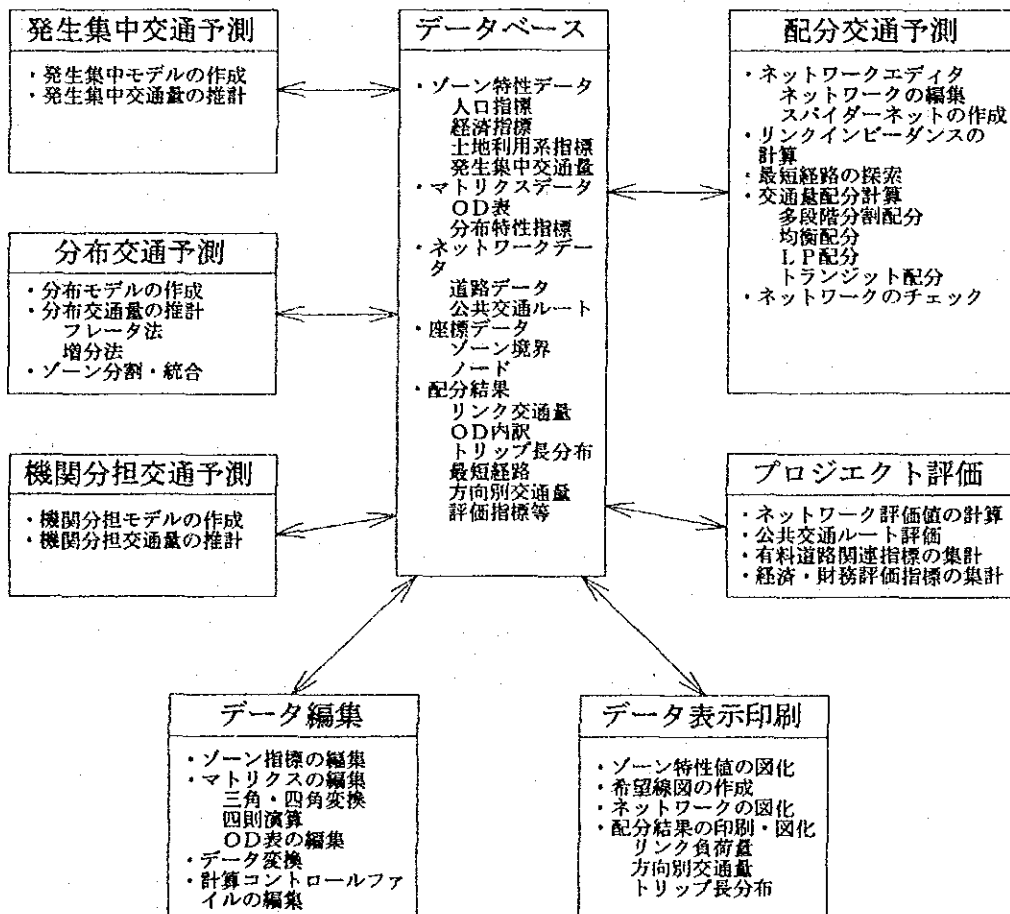 発生集中交通予測
・発生集中モデルの作成
・発生集中交通量の推計
分布交通予測
・分布モデルの作成
・分布交通量の推計
フレータ法
増分法
・ゾーン分割・統合
機関分担交通予測
・機関分担モデルの作成
・機関分担交通量の推計
データベース
・ゾーン特性データ
人口指標
経済指標
土地利用系指標
発生集中交通量
・マトリクスデータ
OD表
分布特性指標
・ネットワークデー
タ
道路データ
公共交通ルート
・座標データ
ゾーン境界
ノード
・配分結果
リンク交通量
OD内訳
トリップ長分布
最短経路
方向別交通量
評価指標等
配分交通予測
・ネットワークエディタ
ネットワークの編集
スパイダーネットの作成
・リンクインピーダンスの
計算
・最短経路の探索
・交通量配分計算
多段階分割配分
均衡配分
LP配分
トランジット配分
・ネットワークのチェック
プロジェクト評価
・ネットワーク評価値の計算
・公共交通ルート評価
・有料道路関連指標の集計
・経済・財務評価指標の集計
データ編集
・ゾーン指標の編集
・マトリクスの編集
三角・四角変換
四則演算
OD表の編集
・データ変換
・計算コントロールファ
イルの編集
データ表示印刷
・ゾーン特性値の図化
・希望線図の作成
・ネットワークの図化
・配分結果の印刷・図化
リンク負荷量
方向別交通量
トリップ長分布